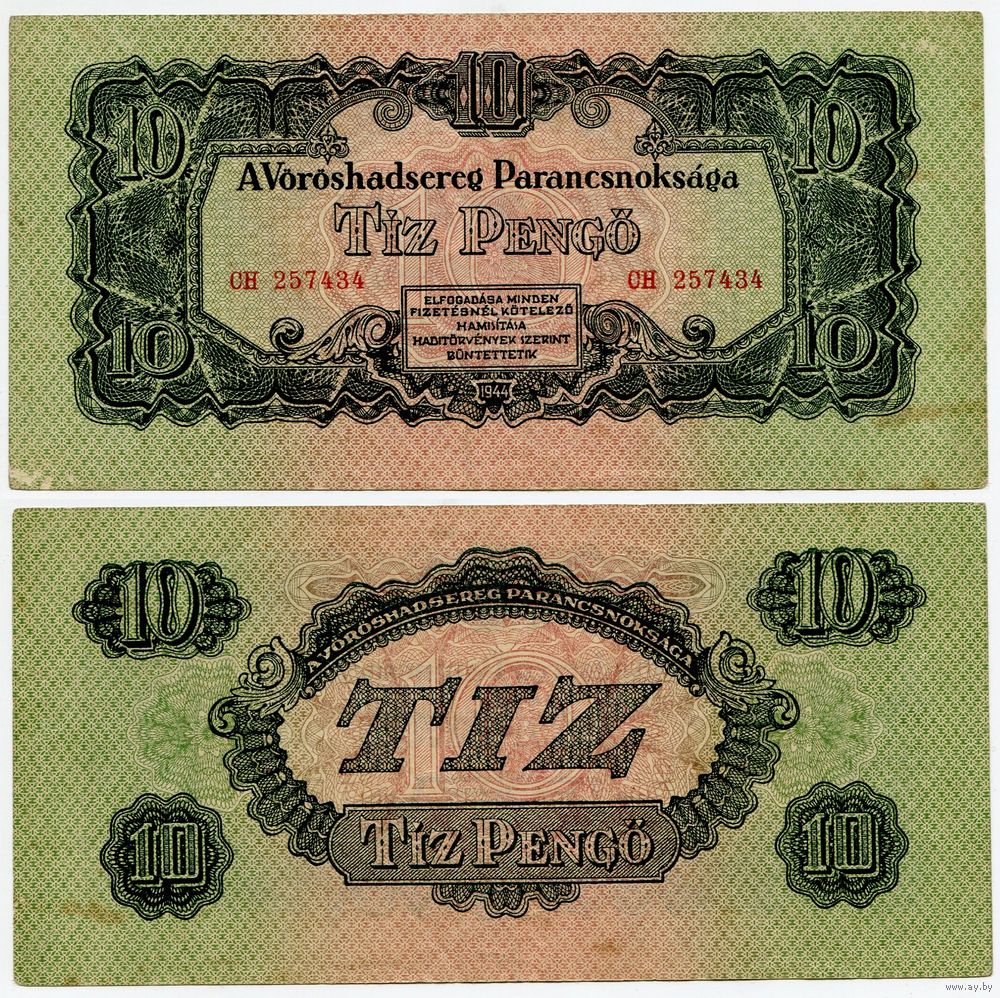 10
10 10
A Vöröshadsereg Parancsnoksága
TÍZ PENGŐ
CH 257434 CH 257434
ELFOGADÁSA MINDEN
FIZETÉSNÉL KÖTELEZŐ
HAMISÍTÁSA
HADITÖRVÉNYEK SZERINT
BÜNTETTETIK
10 10
1944
10 10
A VÖRÖSHADSEREG PARANCSNOKSÁGA
10
TIZ
TÍZ PENGŐ
10 10
www.ay.by